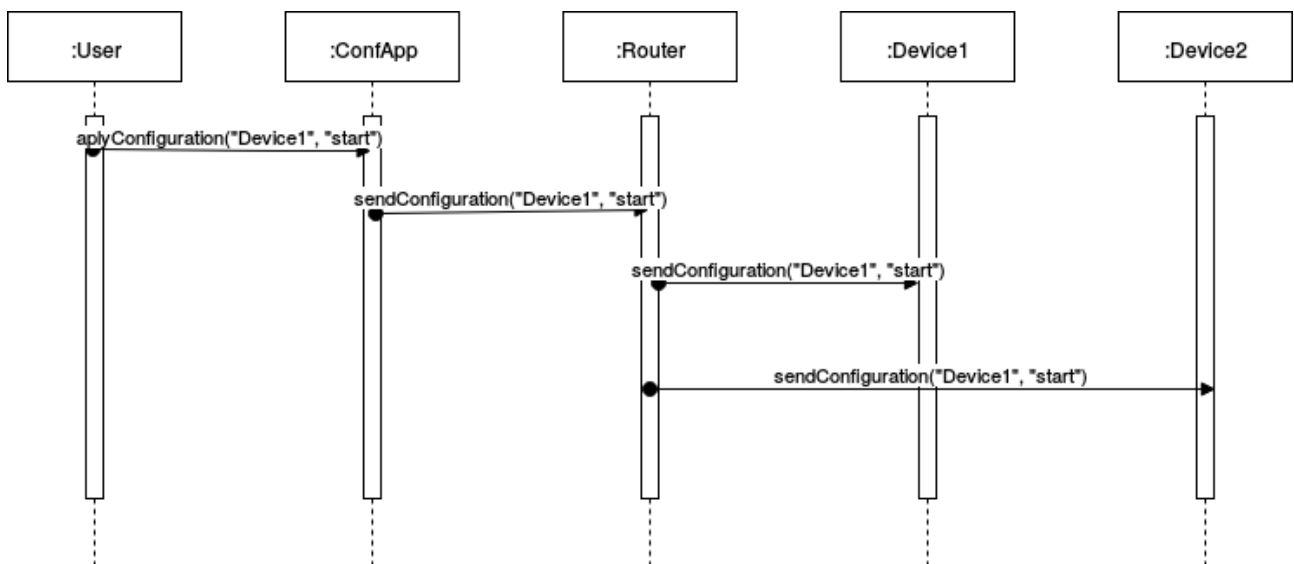 :User
:ConfApp
:Router
:Device1
:Device2
aplyConfiguration("Device1", "start")
sendConfiguration("Device1", "start")
sendConfiguration("Device1", "start")
sendConfiguration("Device1", "start")